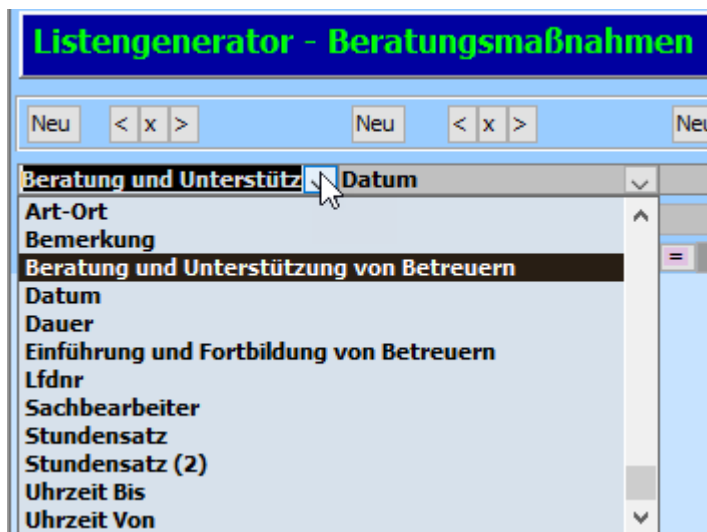 Listengenerator - Beratungsmaßnahmen
Neu < x > Neu < x > Neu
Beratung und Unterstütz Datum
Art-Ort
Bemerkung
=
Beratung und Unterstützung von Betreuern
Datum
Dauer
Einführung und Fortbildung von Betreuern
Lfdnr
Sachbearbeiter
Stundensatz
Stundensatz (2)
Uhrzeit Bis
Uhrzeit Von